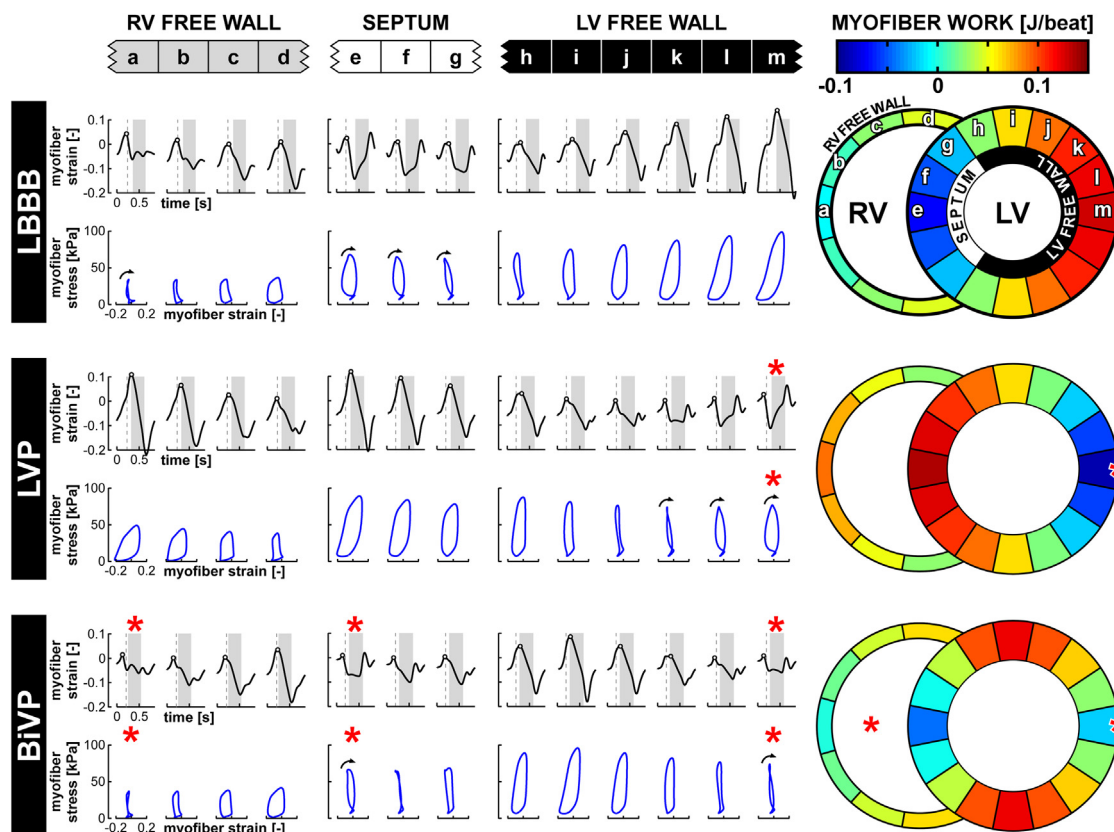 RV FREE WALL SEPTUM LV FREE WALL MYOFIBER WORK [J/beat]
a b c d e f g h i j k l m
-0.1 0 0.1
LBBB
myofiber strain [-]
0.1
0
-0.1
-0.2
0 0.5
time [s]
myofiber stress [kPa]
100
50
0
-0.2 0.2
myofiber strain [-]
RV FREE WALL
a b c d e f g h i j k l m
RV
SEPTUM
LV
LV FREE WALL
LVP
myofiber strain [-]
0.1
0
-0.1
-0.2
0 0.5
time [s]
*
myofiber stress [kPa]
100
50
0
-0.2 0.2
myofiber strain [-]
*
*
BiVP
myofiber strain [-]
0.1
0
-0.1
-0.2
0 0.5
time [s]
* * *
myofiber stress [kPa]
100
50
0
-0.2 0.2
myofiber strain [-]
* * *
* *